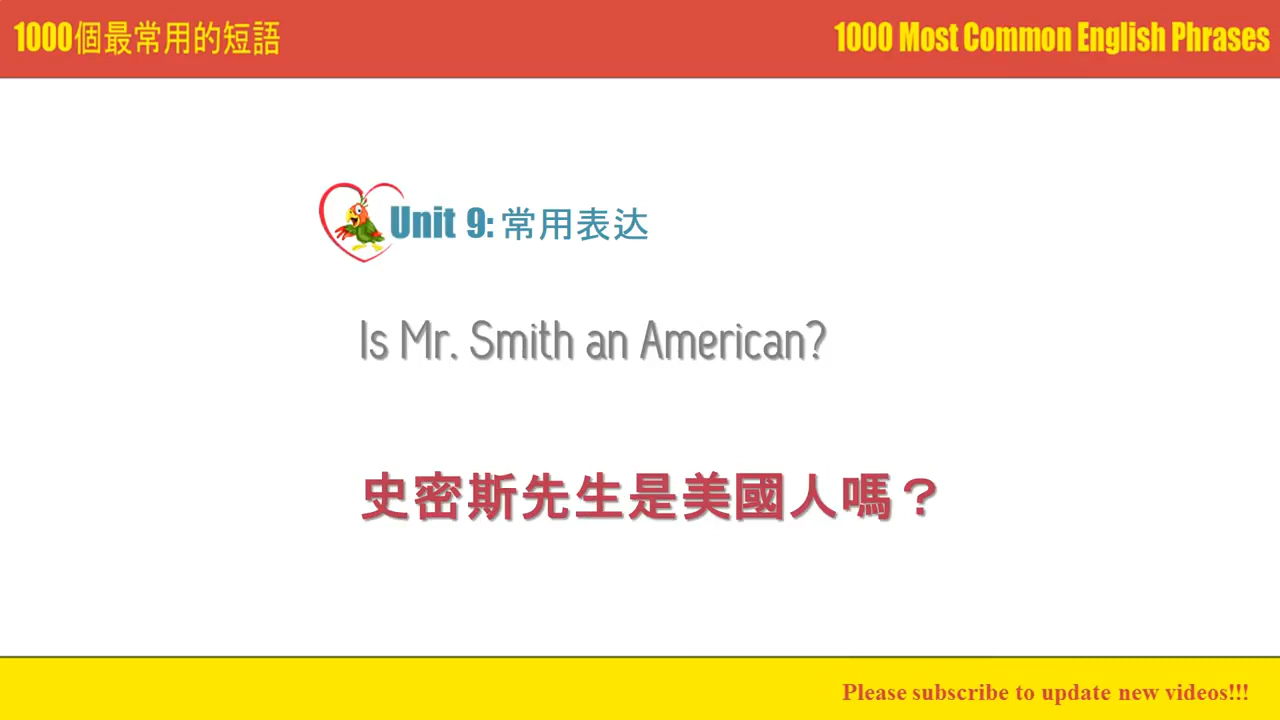 1000個最常用的短語
1000 Most Common English Phrases
Unit 9: 常用表达
Is Mr. Smith an American?
史密斯先生是美國人嗎？
Please subscribe to update new videos!!!